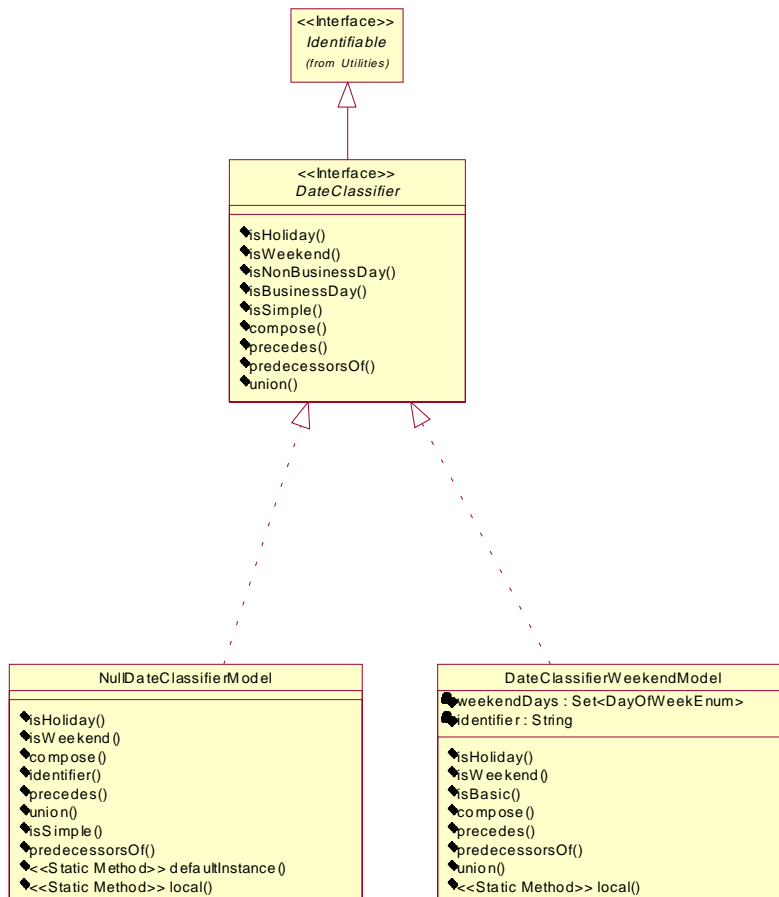 <<Interface>>
Identifiable
(from Utilities)
<<Interface>>
DateClassifier
isHoliday()
isWeekend()
isNonBusinessDay()
isBusinessDay()
isSimple()
compose()
precedes()
predecessorsOf()
union()
NullDateClassifierModel
isHoliday()
isWeekend()
compose()
identifier()
precedes()
union()
isSimple()
predecessorsOf()
<<Static Method>> defaultInstance()
<<Static Method>> local()
DateClassifierWeekendModel
weekendDays : Set<DayOfWeekEnum>
identifier : String
isHoliday()
isWeekend()
isBasic()
compose()
precedes()
predecessorsOf()
union()
<<Static Method>> local()